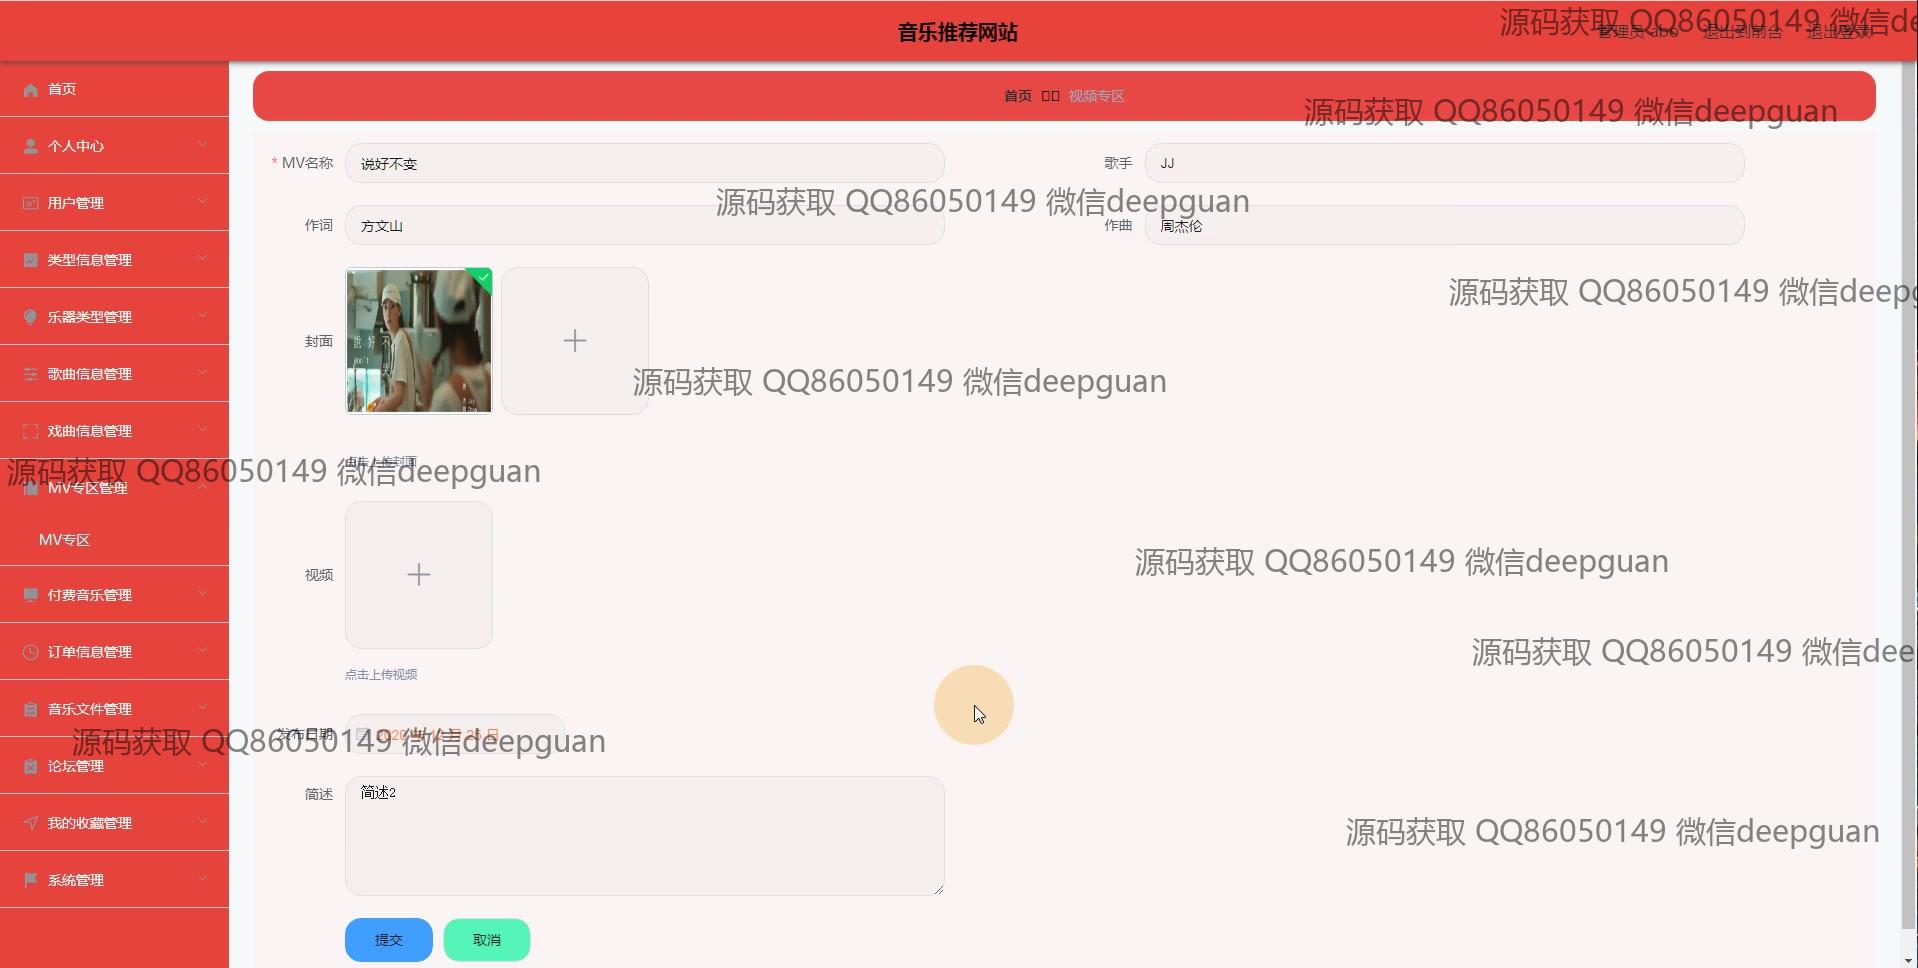 音乐推荐网站
管理员 abo 退出到前台 退出登录
源码获取 QQ86050149 微信de
首页 视频专区
源码获取 QQ86050149 微信deepguan
首页
个人中心
用户管理
类型信息管理
乐器类型管理
歌曲信息管理
戏曲信息管理
MV专区管理
MV专区
付费音乐管理
订单信息管理
音乐文件管理
论坛管理
我的收藏管理
系统管理
* MV名称 说好不变
歌手 JJ
源码获取 QQ86050149 微信deepguan
作词 方文山
作曲 周杰伦
源码获取 QQ86050149 微信deepg
封面
説好不
哭
源码获取 QQ86050149 微信deepguan
点击上传封面
源码获取 QQ86050149 微信deepguan
源码获取 QQ86050149 微信deepguan
视频
点击上传视频
源码获取 QQ86050149 微信dee
发布日期 2020 年 12 月 25 日
源码获取 QQ86050149 微信deepguan
简述 简述2
源码获取 QQ86050149 微信deepguan
提交 取消